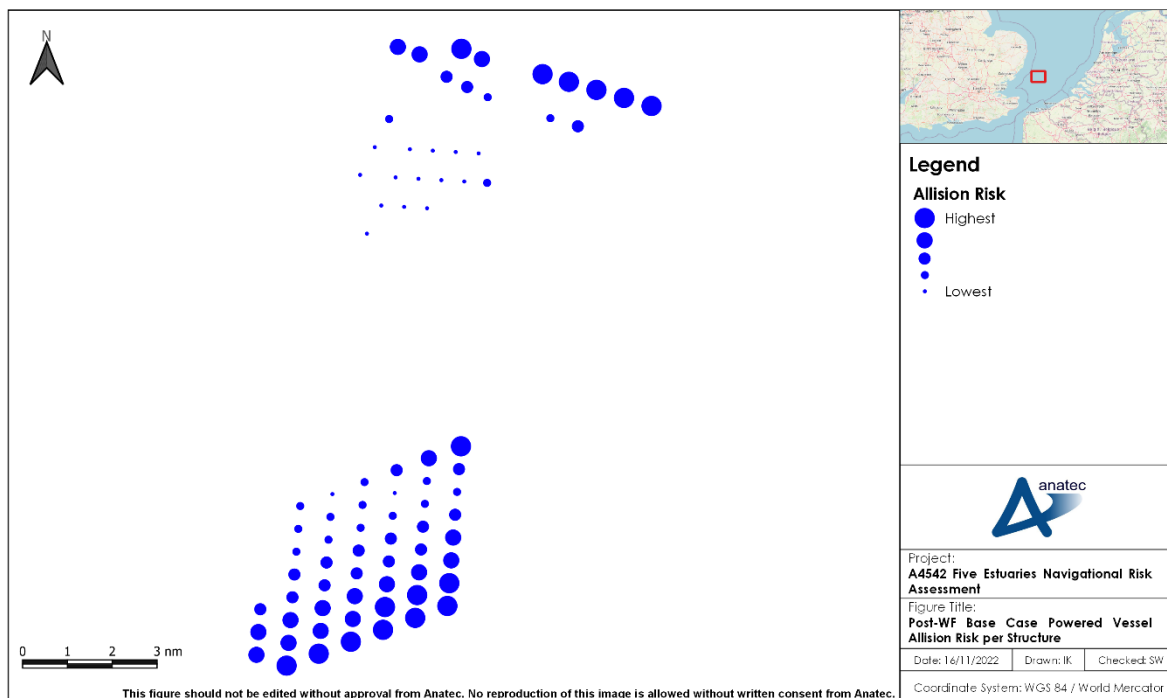 N
Legend
Allision Risk
Highest
Lowest
anatec
Project:
A4542 Five Estuaries Navigational Risk
Assessment
Figure Title:
Post-WF Base Case Powered Vessel
Allision Risk per Structure
Date: 16/11/2022 Drawn: IK Checked: SW
Coordinate System: WGS 84 / World Mercator
0 1 2 3 nm
This figure should not be edited without approval from Anatec. No reproduction of this image is allowed without written consent from Anatec.